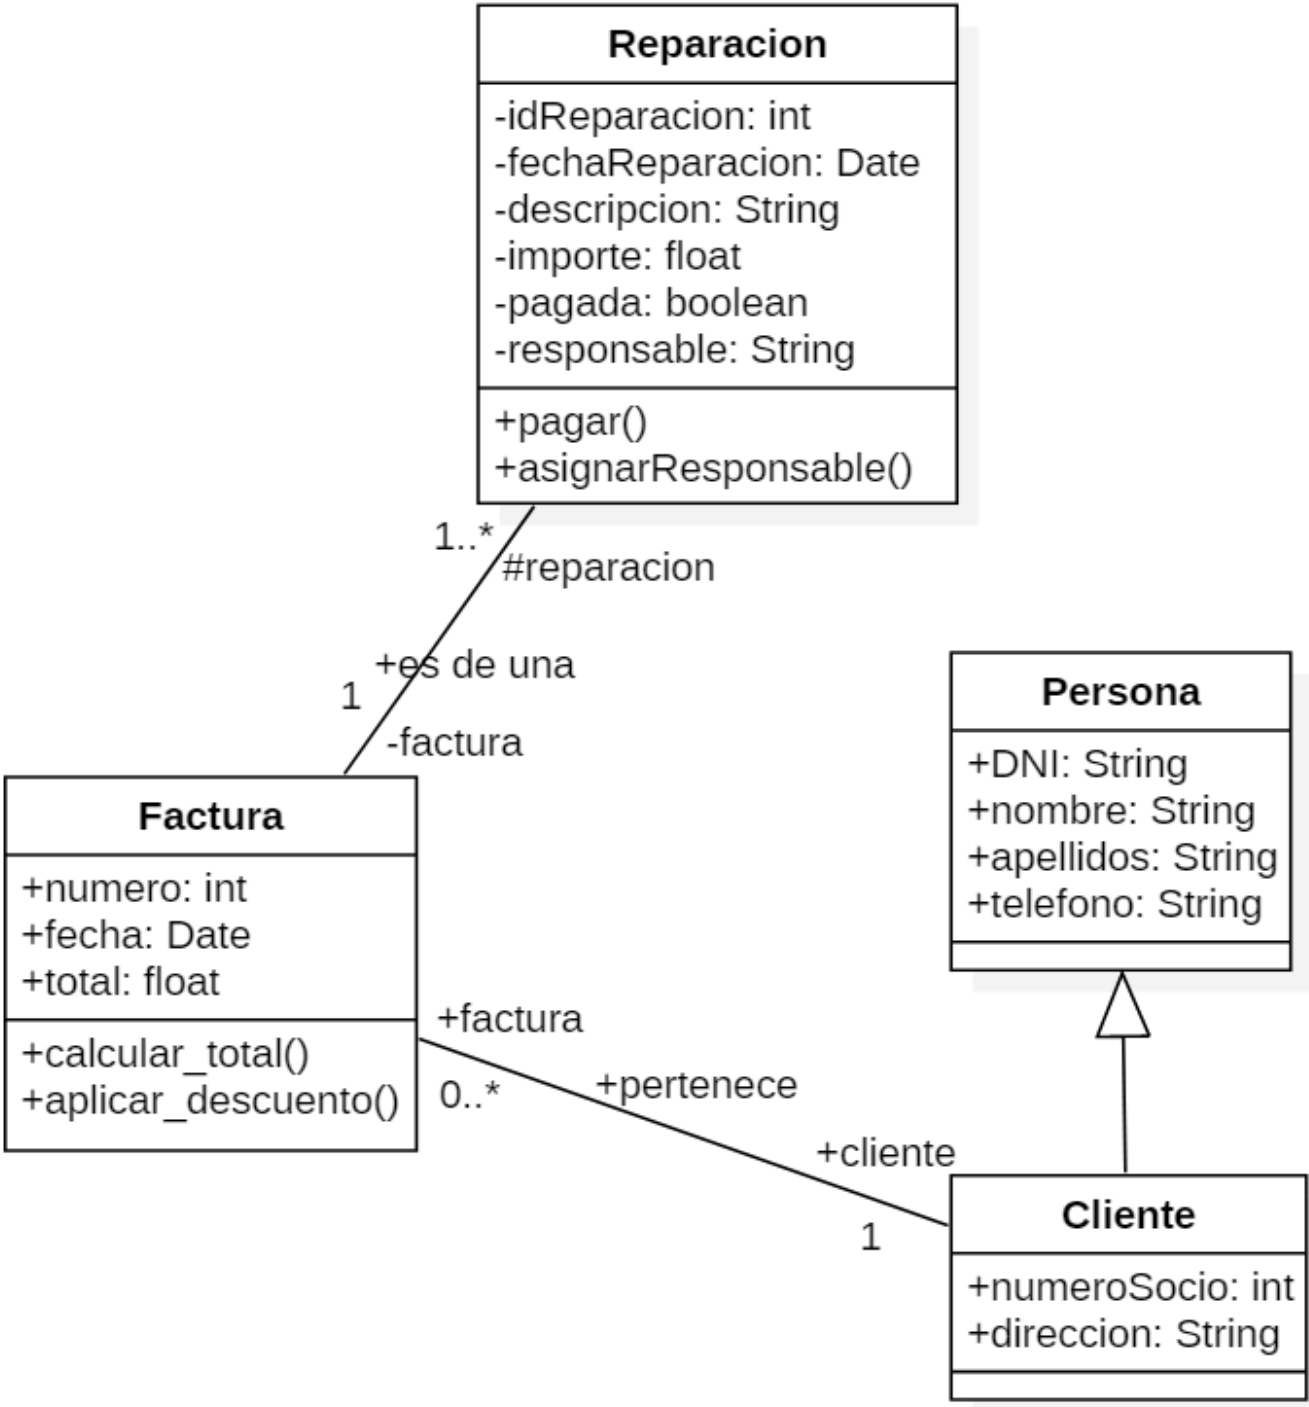 Reparacion
-idReparacion: int
-fechaReparacion: Date
-descripcion: String
-importe: float
-pagada: boolean
-responsable: String
+pagar()
+asignarResponsable()
1..*
#reparacion
+es de una
1
-factura
Factura
+numero: int
+fecha: Date
+total: float
+calcular_total()
+aplicar_descuento()
Persona
+DNI: String
+nombre: String
+apellidos: String
+telefono: String
+factura
0..*
+pertenece
+cliente
1
Cliente
+numeroSocio: int
+direccion: String